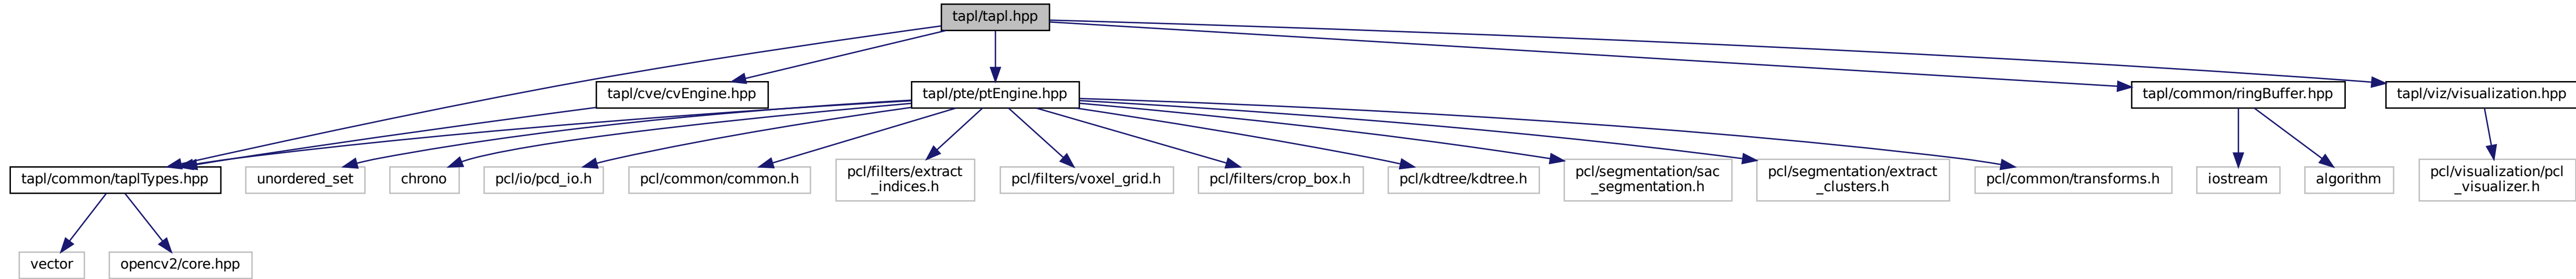 tapl/tapl.hpp
tapl/cve/cvEngine.hpp
tapl/pte/ptEngine.hpp
tapl/common/ringBuffer.hpp
tapl/viz/visualization.hpp
tapl/common/taplTypes.hpp
unordered_set
chrono
pcl/io/pcd_io.h
pcl/common/common.h
pcl/filters/extract
_indices.h
pcl/filters/voxel_grid.h
pcl/filters/crop_box.h
pcl/kdtree/kdtree.h
pcl/segmentation/sac
_segmentation.h
pcl/segmentation/extract
_clusters.h
pcl/common/transforms.h
iostream
algorithm
pcl/visualization/pcl
_visualizer.h
vector
opencv2/core.hpp